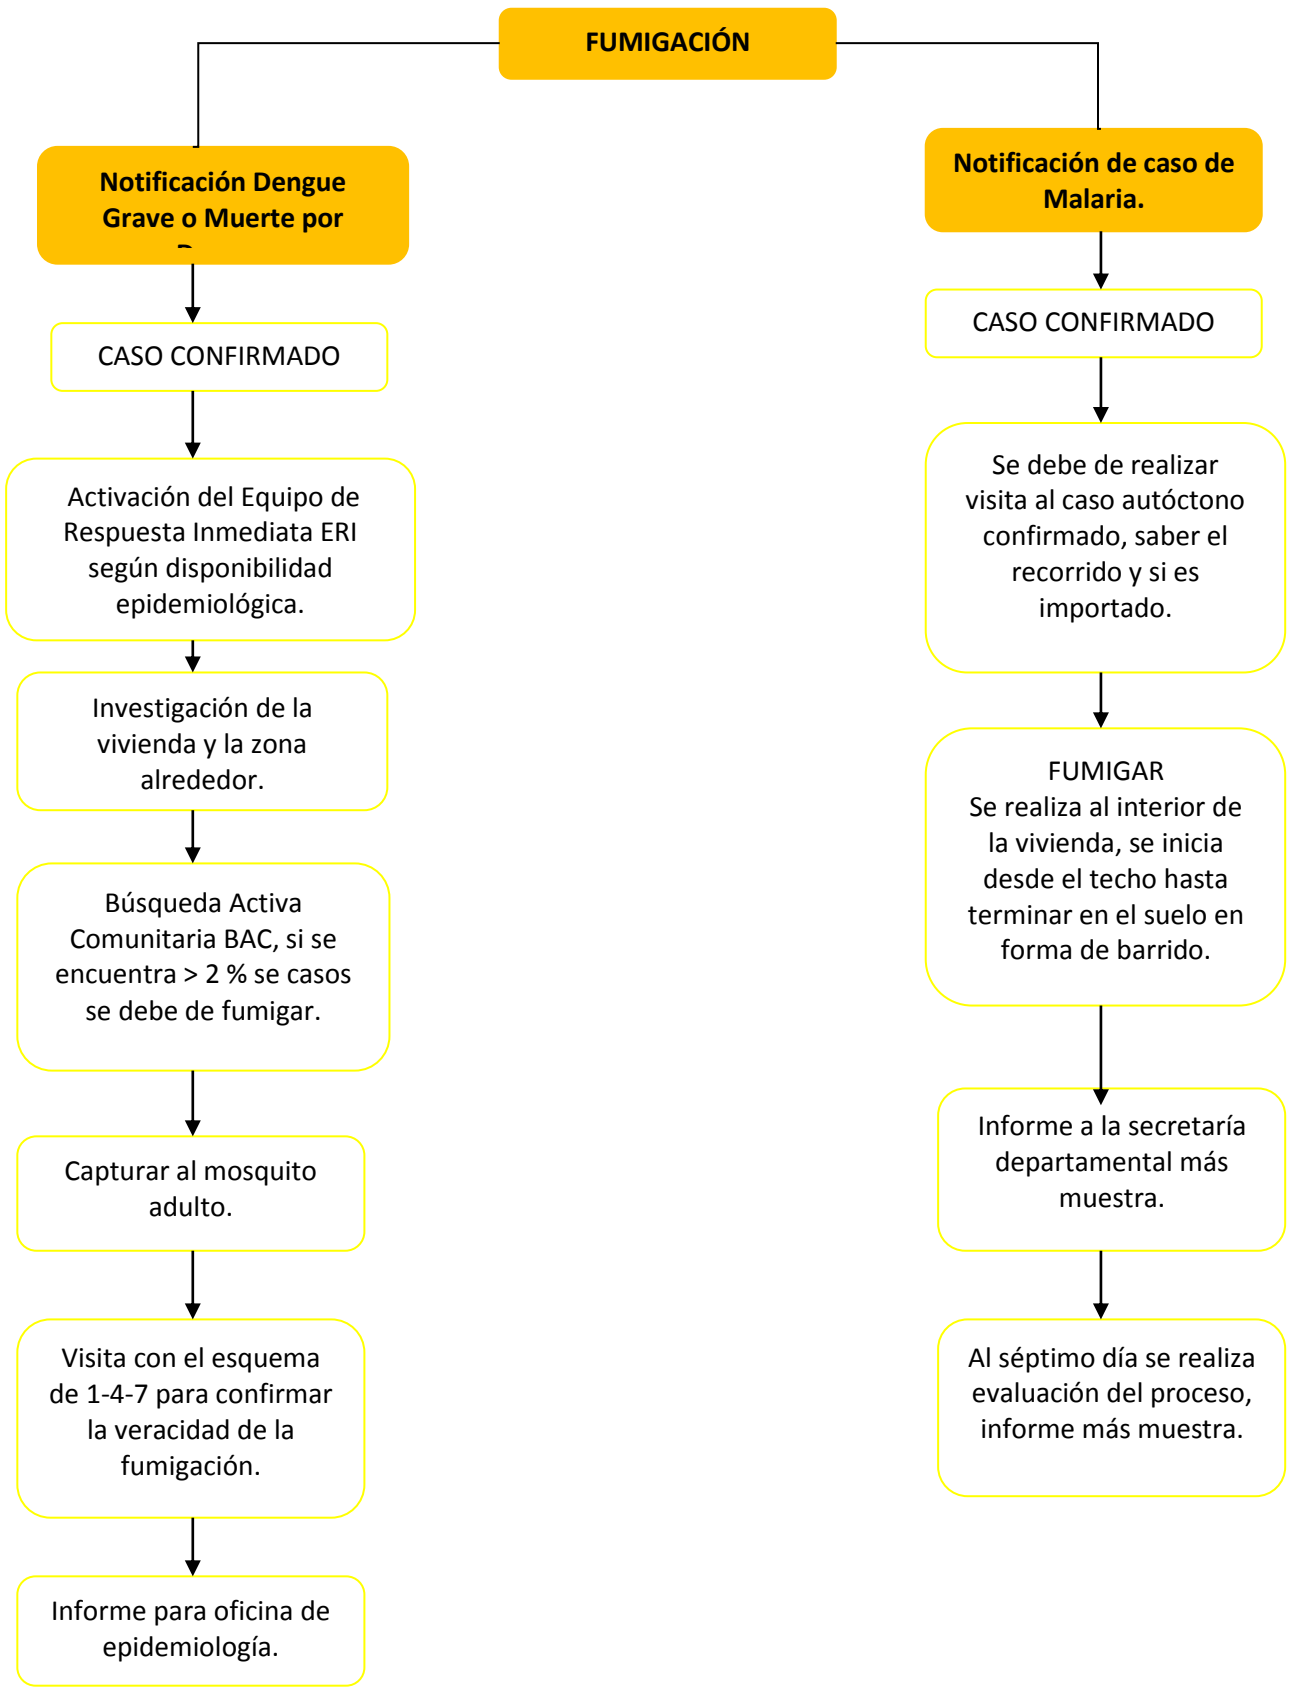 FUMIGACIÓN
Notificación Dengue
Grave o Muerte por
CASO CONFIRMADO
Activación del Equipo de
Respuesta Inmediata ERI
según disponibilidad
epidemiológica.
Investigación de la
vivienda y la zona
alrededor.
Búsqueda Activa
Comunitaria BAC, si se
encuentra > 2 % se casos
se debe de fumigar.
Capturar al mosquito
adulto.
Visita con el esquema
de 1-4-7 para confirmar
la veracidad de la
fumigación.
Informe para oficina de
epidemiología.
Notificación de caso de
Malaria.
CASO CONFIRMADO
Se debe de realizar
visita al caso autóctono
confirmado, saber el
recorrido y si es
importado.
FUMIGAR
Se realiza al interior de
la vivienda, se inicia
desde el techo hasta
terminar en el suelo en
forma de barrido.
Informe a la secretaría
departamental más
muestra.
Al séptimo día se realiza
evaluación del proceso,
informe más muestra.